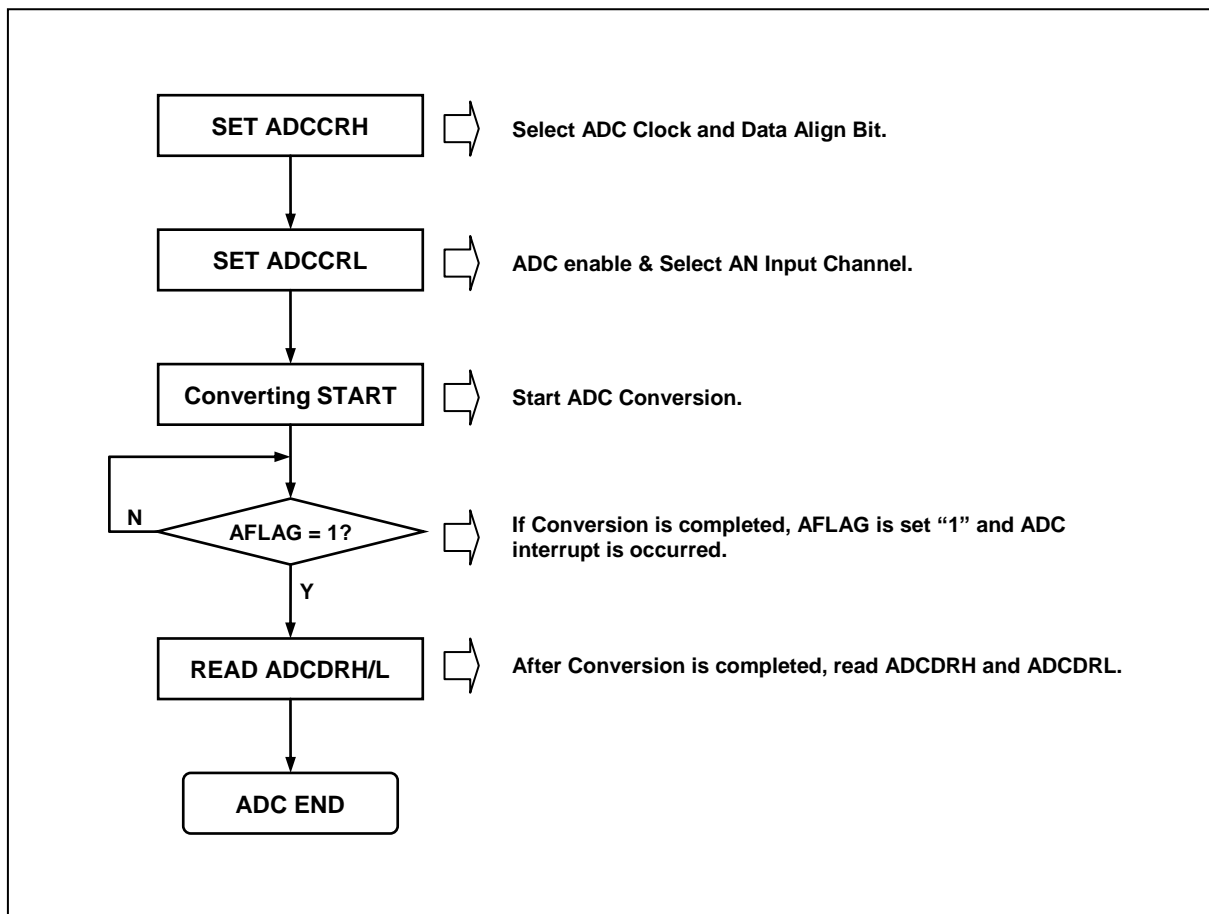 SET ADCCRH
Select ADC Clock and Data Align Bit.
SET ADCCRL
ADC enable & Select AN Input Channel.
Converting START
Start ADC Conversion.
N
AFLAG = 1?
If Conversion is completed, AFLAG is set “1” and ADC
interrupt is occurred.
Y
READ ADCDRH/L
After Conversion is completed, read ADCDRH and ADCDRL.
ADC END